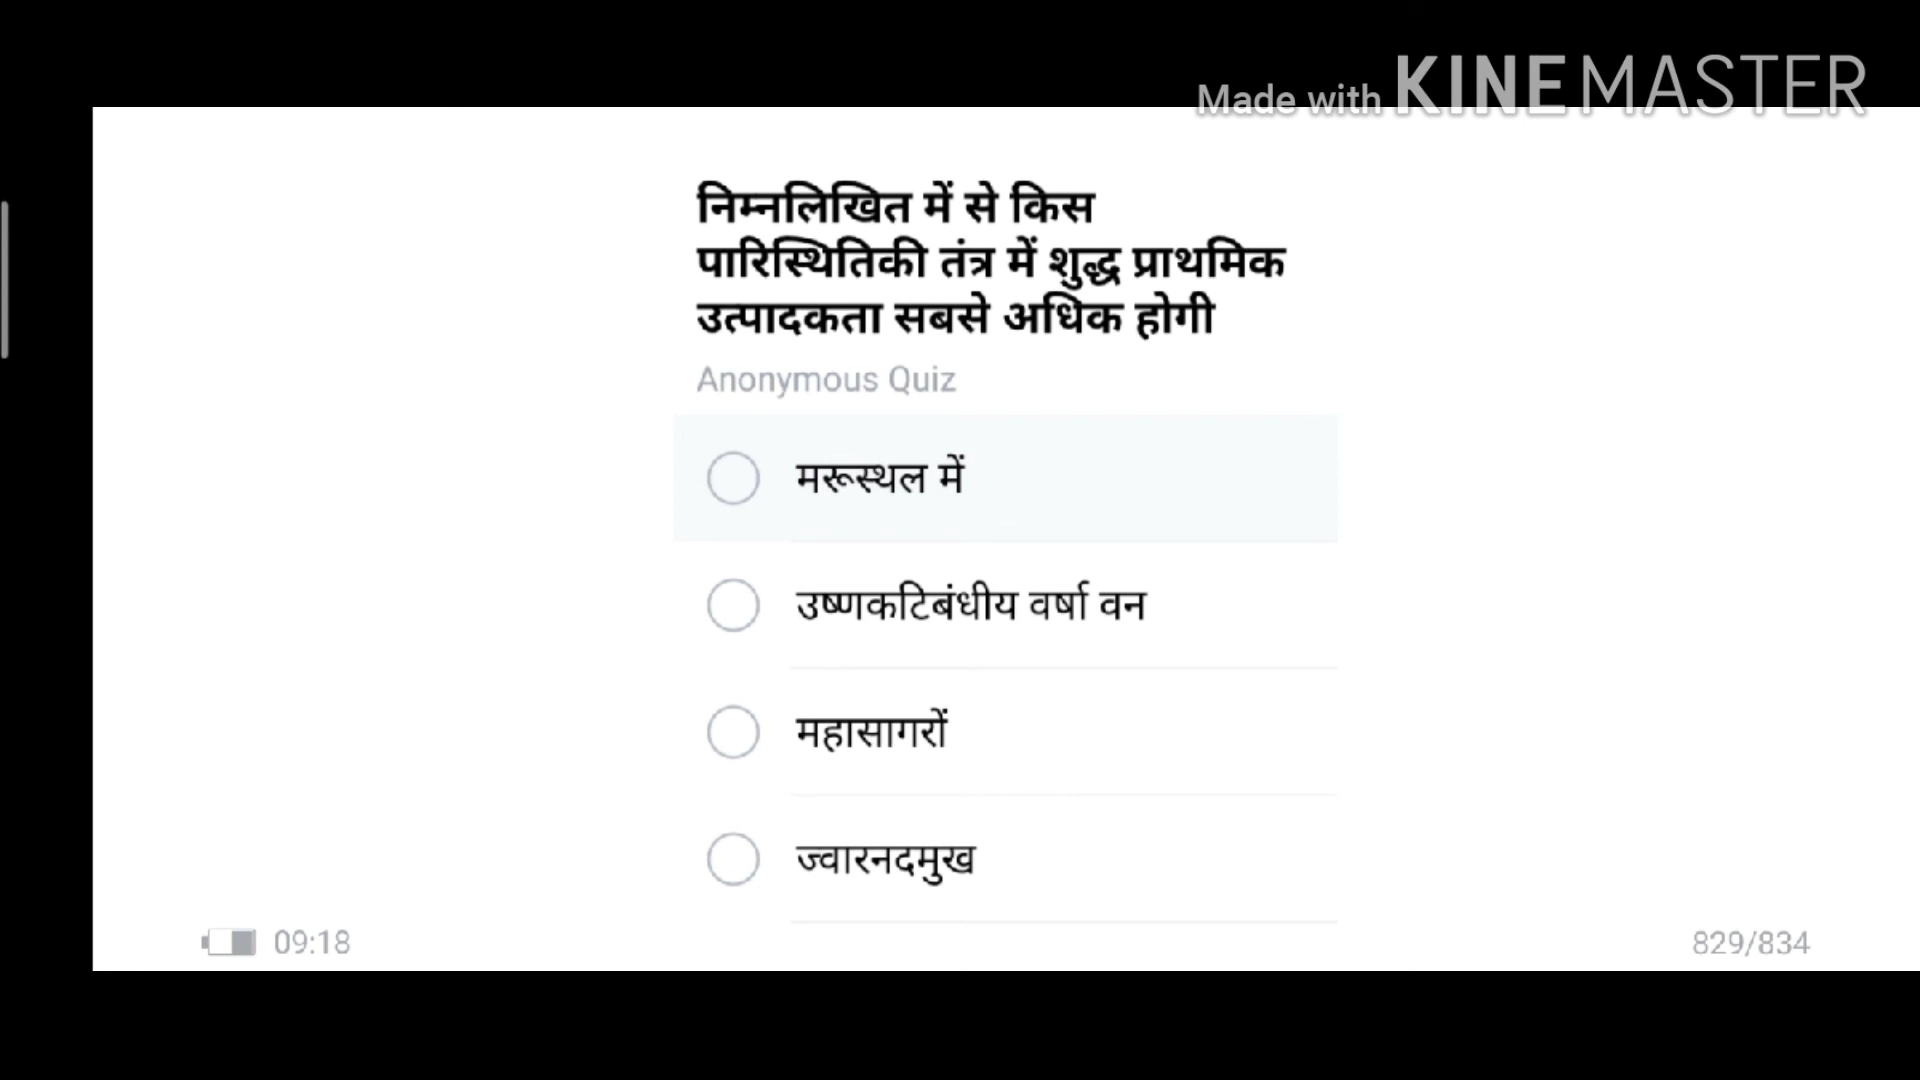 Made with KINEMASTER
निम्नलिखित में से किस
पारिस्थितिकी तंत्र में शुद्ध प्राथमिक
उत्पादकता सबसे अधिक होगी
Anonymous Quiz
मरूस्थल में
उष्णकटिबंधीय वर्षा वन
महासागरों
ज्वारनदमुख
09:18
829/834